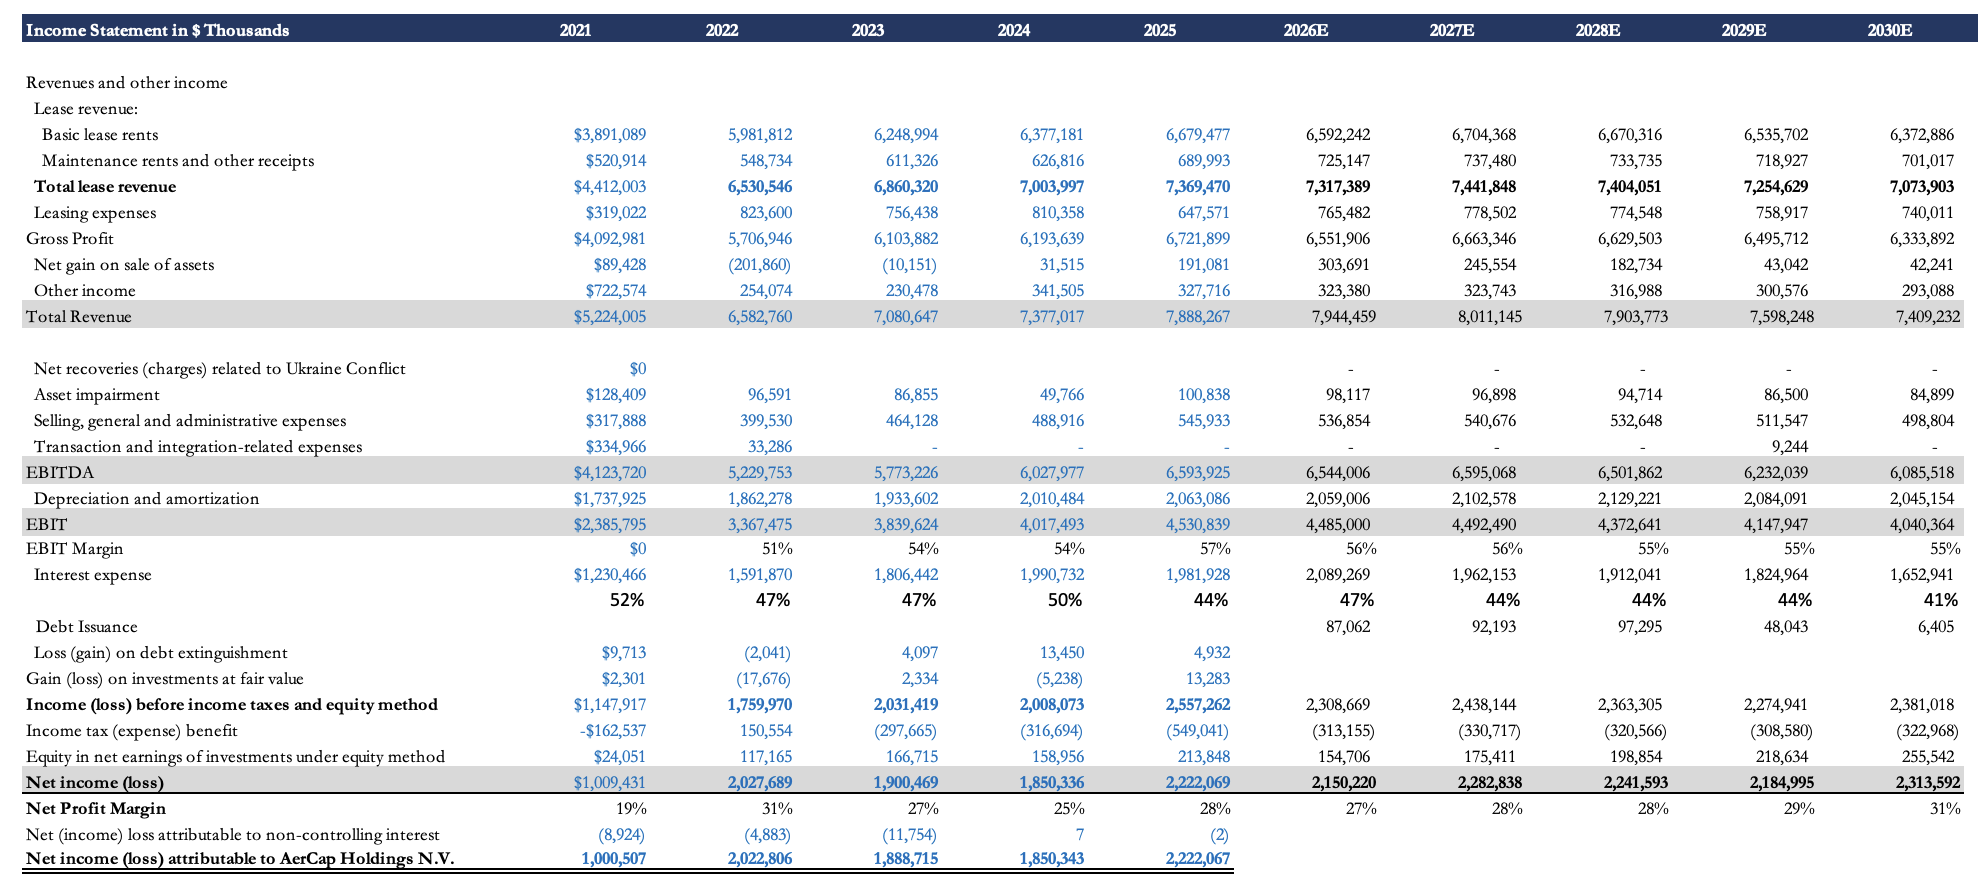 Income Statement in $ Thousands 2021 2022 2023 2024 2025 2026E 2027E 2028E 2029E 2030E
Revenues and other income
Lease revenue:
Basic lease rents $3,891,089 5,981,812 6,248,994 6,377,181 6,679,477 6,592,242 6,704,368 6,670,316 6,535,702 6,372,886
Maintenance rents and other receipts $520,914 548,734 611,326 626,816 689,993 725,147 737,480 733,735 718,927 701,017
Total lease revenue $4,412,003 6,530,546 6,860,320 7,003,997 7,369,470 7,317,389 7,441,848 7,404,051 7,254,629 7,073,903
Leasing expenses $319,022 823,600 756,438 810,358 647,571 765,482 778,502 774,548 758,917 740,011
Gross Profit $4,092,981 5,706,946 6,103,882 6,193,639 6,721,899 6,551,906 6,663,346 6,629,503 6,495,712 6,333,892
Net gain on sale of assets $89,428 (201,860) (10,151) 31,515 191,081 303,691 245,554 182,734 43,042 42,241
Other income $722,574 254,074 230,478 341,505 327,716 323,380 323,743 316,988 300,576 293,088
Total Revenue $5,224,005 6,582,760 7,080,647 7,377,017 7,888,267 7,944,459 8,011,145 7,903,773 7,598,248 7,409,232
Net recoveries (charges) related to Ukraine Conflict $0 - - - - -
Asset impairment $128,409 96,591 86,855 49,766 100,838 98,117 96,898 94,714 86,500 84,899
Selling, general and administrative expenses $317,888 399,530 464,128 488,916 545,933 536,854 540,676 532,648 511,547 498,804
Transaction and integration-related expenses $334,966 33,286 - - - - - - 9,244 -
EBITDA $4,123,720 5,229,753 5,773,226 6,027,977 6,593,925 6,544,006 6,595,068 6,501,862 6,232,039 6,085,518
Depreciation and amortization $1,737,925 1,862,278 1,933,602 2,010,484 2,063,086 2,059,006 2,102,578 2,129,221 2,084,091 2,045,154
EBIT $2,385,795 3,367,475 3,839,624 4,017,493 4,530,839 4,485,000 4,492,490 4,372,641 4,147,947 4,040,364
EBIT Margin $0 51% 54% 54% 57% 56% 56% 55% 55% 55%
Interest expense $1,230,466 1,591,870 1,806,442 1,990,732 1,981,928 2,089,269 1,962,153 1,912,041 1,824,964 1,652,941
52% 47% 47% 50% 44% 47% 44% 44% 44% 41%
Debt Issuance 87,062 92,193 97,295 48,043 6,405
Loss (gain) on debt extinguishment $9,713 (2,041) 4,097 13,450 4,932
Gain (loss) on investments at fair value $2,301 (17,676) 2,334 (5,238) 13,283
Income (loss) before income taxes and equity method $1,147,917 1,759,970 2,031,419 2,008,073 2,557,262 2,308,669 2,438,144 2,363,305 2,274,941 2,381,018
Income tax (expense) benefit -$162,537 150,554 (297,665) (316,694) (549,041) (313,155) (330,717) (320,566) (308,580) (322,968)
Equity in net earnings of investments under equity method $24,051 117,165 166,715 158,956 213,848 154,706 175,411 198,854 218,634 255,542
Net income (loss) $1,009,431 2,027,689 1,900,469 1,850,336 2,222,069 2,150,220 2,282,838 2,241,593 2,184,995 2,313,592
Net Profit Margin 19% 31% 27% 25% 28% 27% 28% 28% 29% 31%
Net (income) loss attributable to non-controlling interest (8,924) (4,883) (11,754) 7 (2)
Net income (loss) attributable to AerCap Holdings N.V. 1,000,507 2,022,806 1,888,715 1,850,343 2,222,067